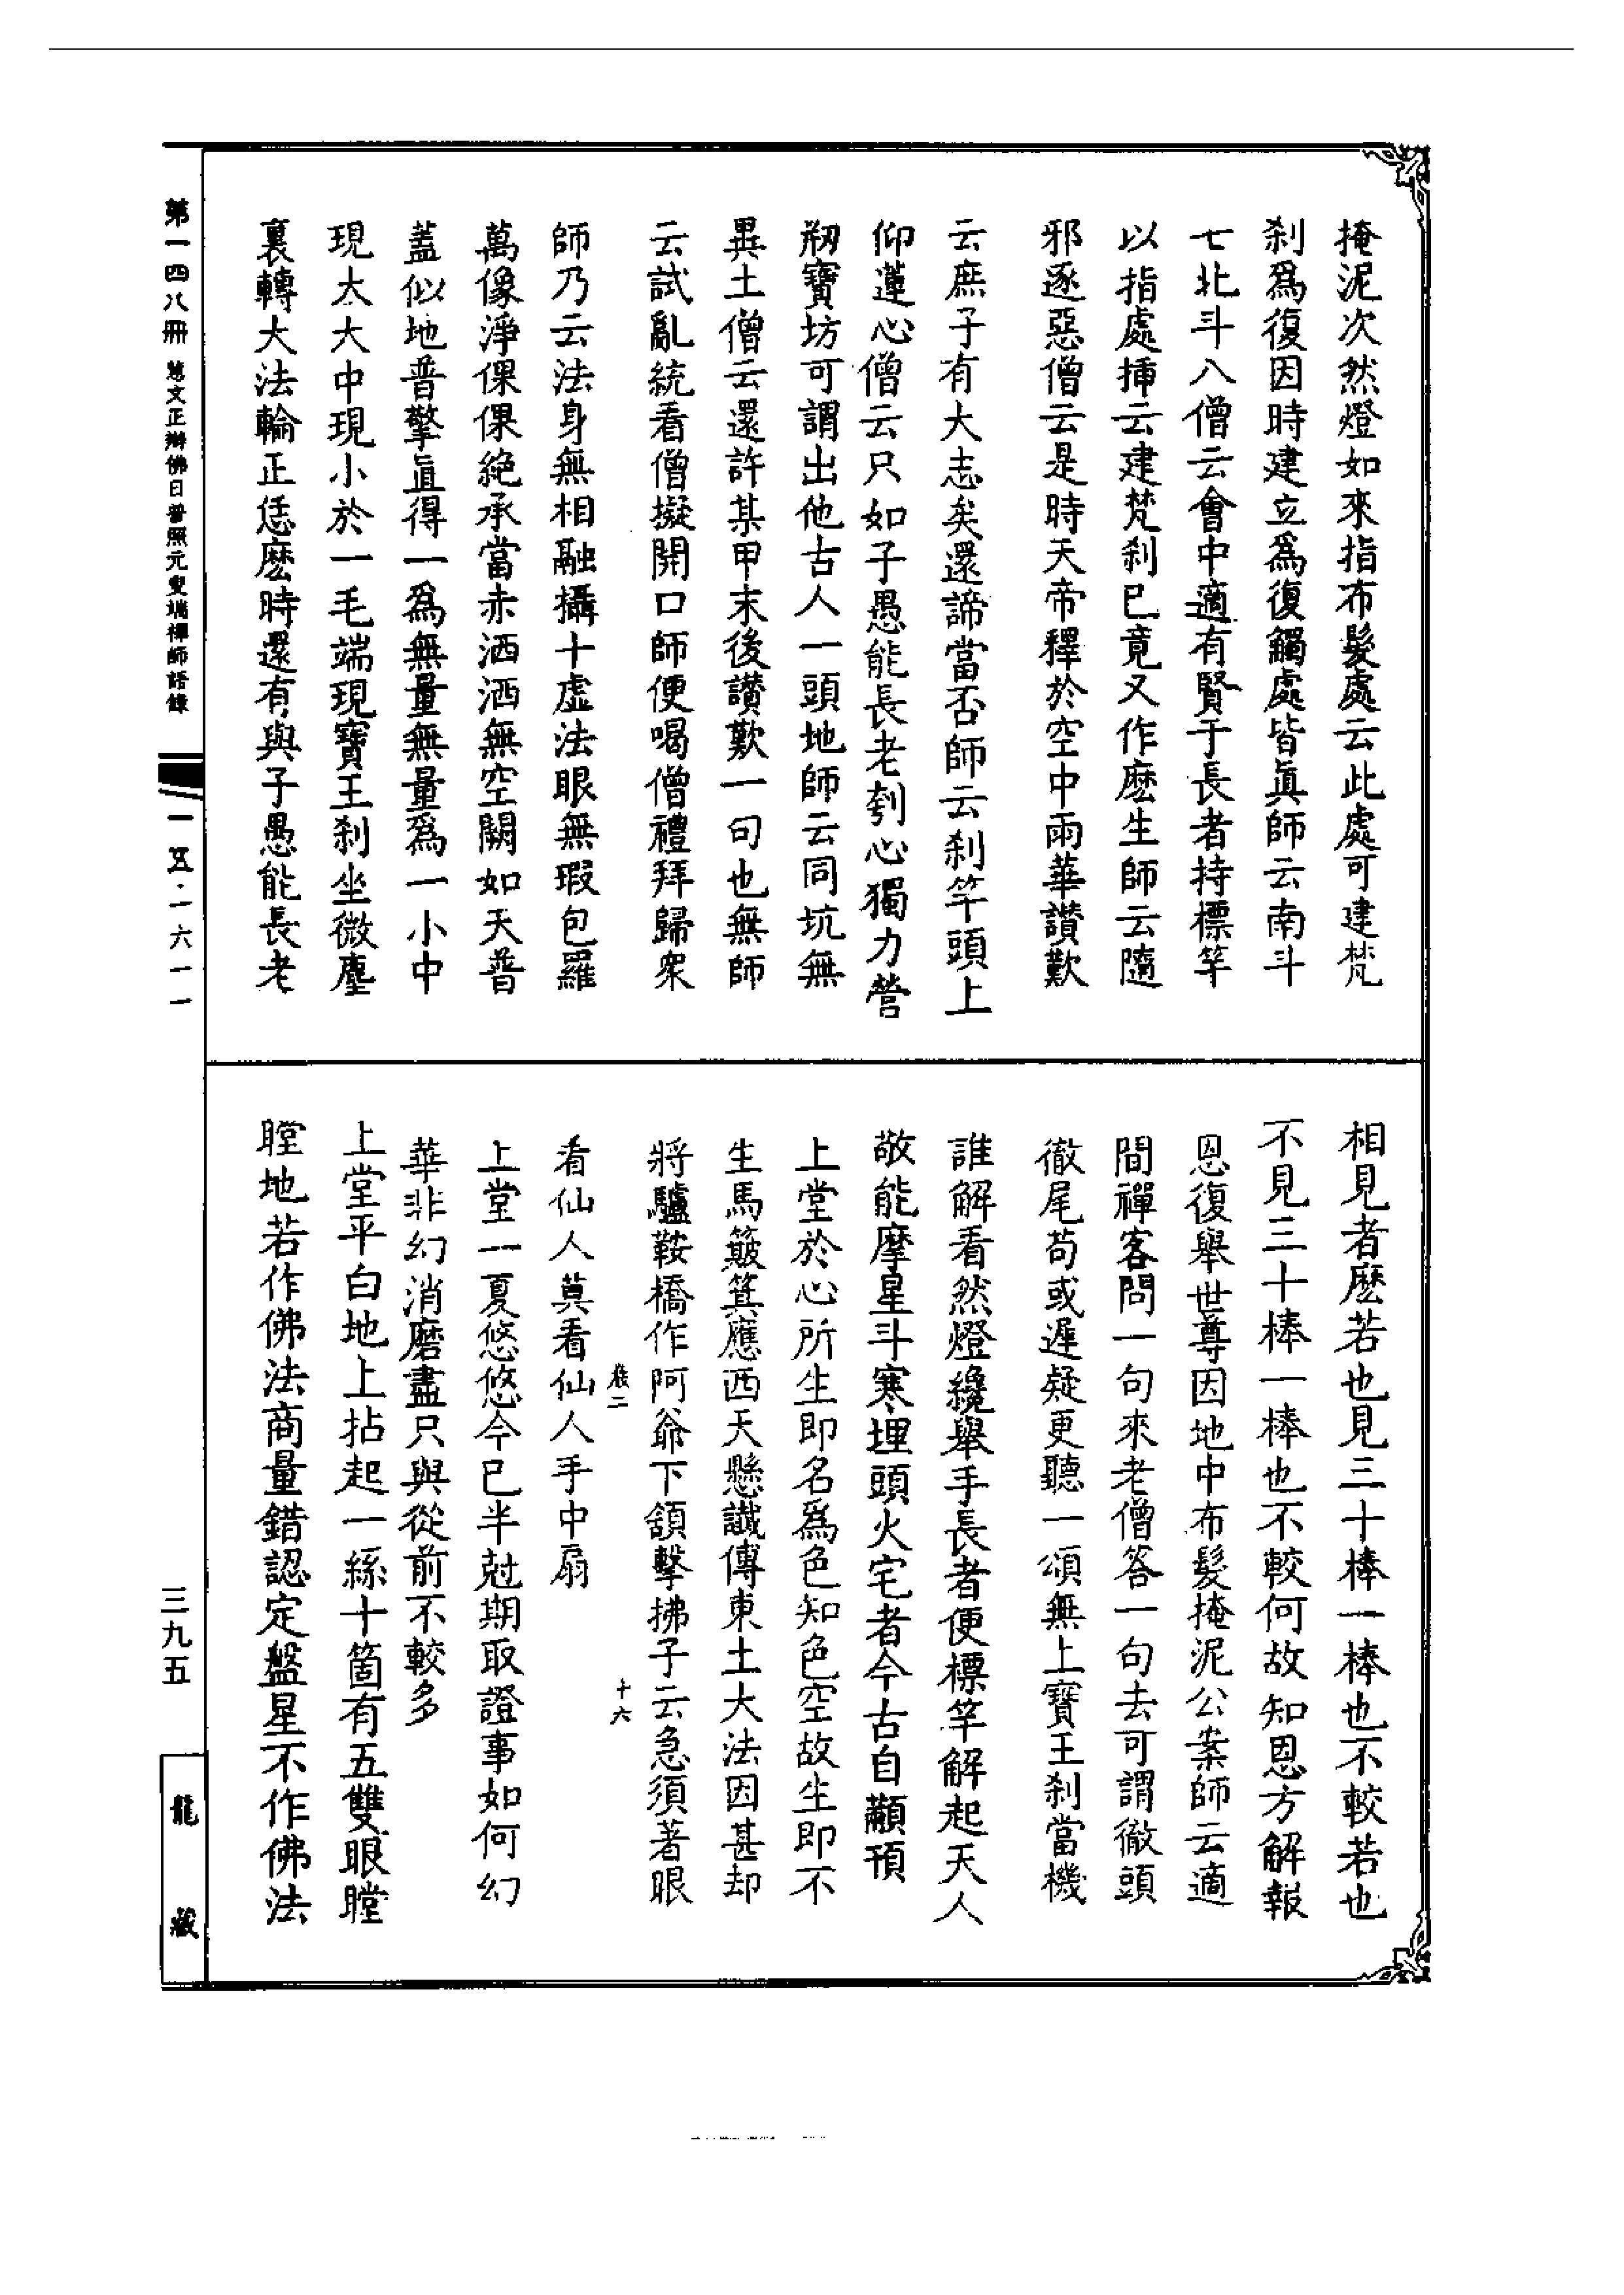 掩泥次然燈如來指布髮處云此處可建梵
刹爲復因時建立爲復觸處皆眞師云南斗
七北斗八僧云會中適有賢于長者持標竿
以指處揷云建梵刹已竟又作麽生師云隨
邪逐惡僧云是時天帝釋於空中雨華讃歎
云庶子有大志矣還諦當否師云刹竿頭上
仰蓮心僧云只如子愚能長老刳心獨力營
剏寶坊可謂出他古人一頭地師云同坑無
異土僧云還許某甲末後讃歎一句也無師
云試亂統看僧擬開口師便喝僧禮拜歸衆
師乃云法身無相融攝十虛法眼無瑕包羅
萬像淨倮倮絶承當赤洒洒無空闕如天普
蓋似地普擎直得一爲無量無量爲一小中
現大大中現小於一毛端現寶王刹坐微塵
裏轉大法輪正恁麽時還有與子愚能長老
相見者麽若也見三十棒一棒也不較若也
不見三十棒一棒也不較何故知恩方解報
恩復舉世尊因地中布髮掩泥公案師云適
間禪客問一句來老僧答一句去可謂徹頭
徹尾苟或遲疑更聽一頌無上寶王刹當機
誰解看然燈纔舉手長者便標竿解起天人
敬能摩星斗寒埋頭火宅者今古自顢頇
上堂於心所生即名爲色知色空故生即不
生馬簸箕應西天懸讖傳東土大法因甚却
將驢鞍橋作阿爺下頷擊拂子云急須著眼
卷二
十六
看仙人莫看仙人手中扇
上堂一夏悠悠今已半尅期取證事如何幻
華非幻消磨盡只與從前不較多
上堂平白地上拈起一絲十箇有五雙眼瞠
瞠地若作佛法商量錯認定盤星不作佛法
第一四八冊
慧文正辯佛日普照元叟端禪師語錄
一五·一六一一
三九五
龍藏